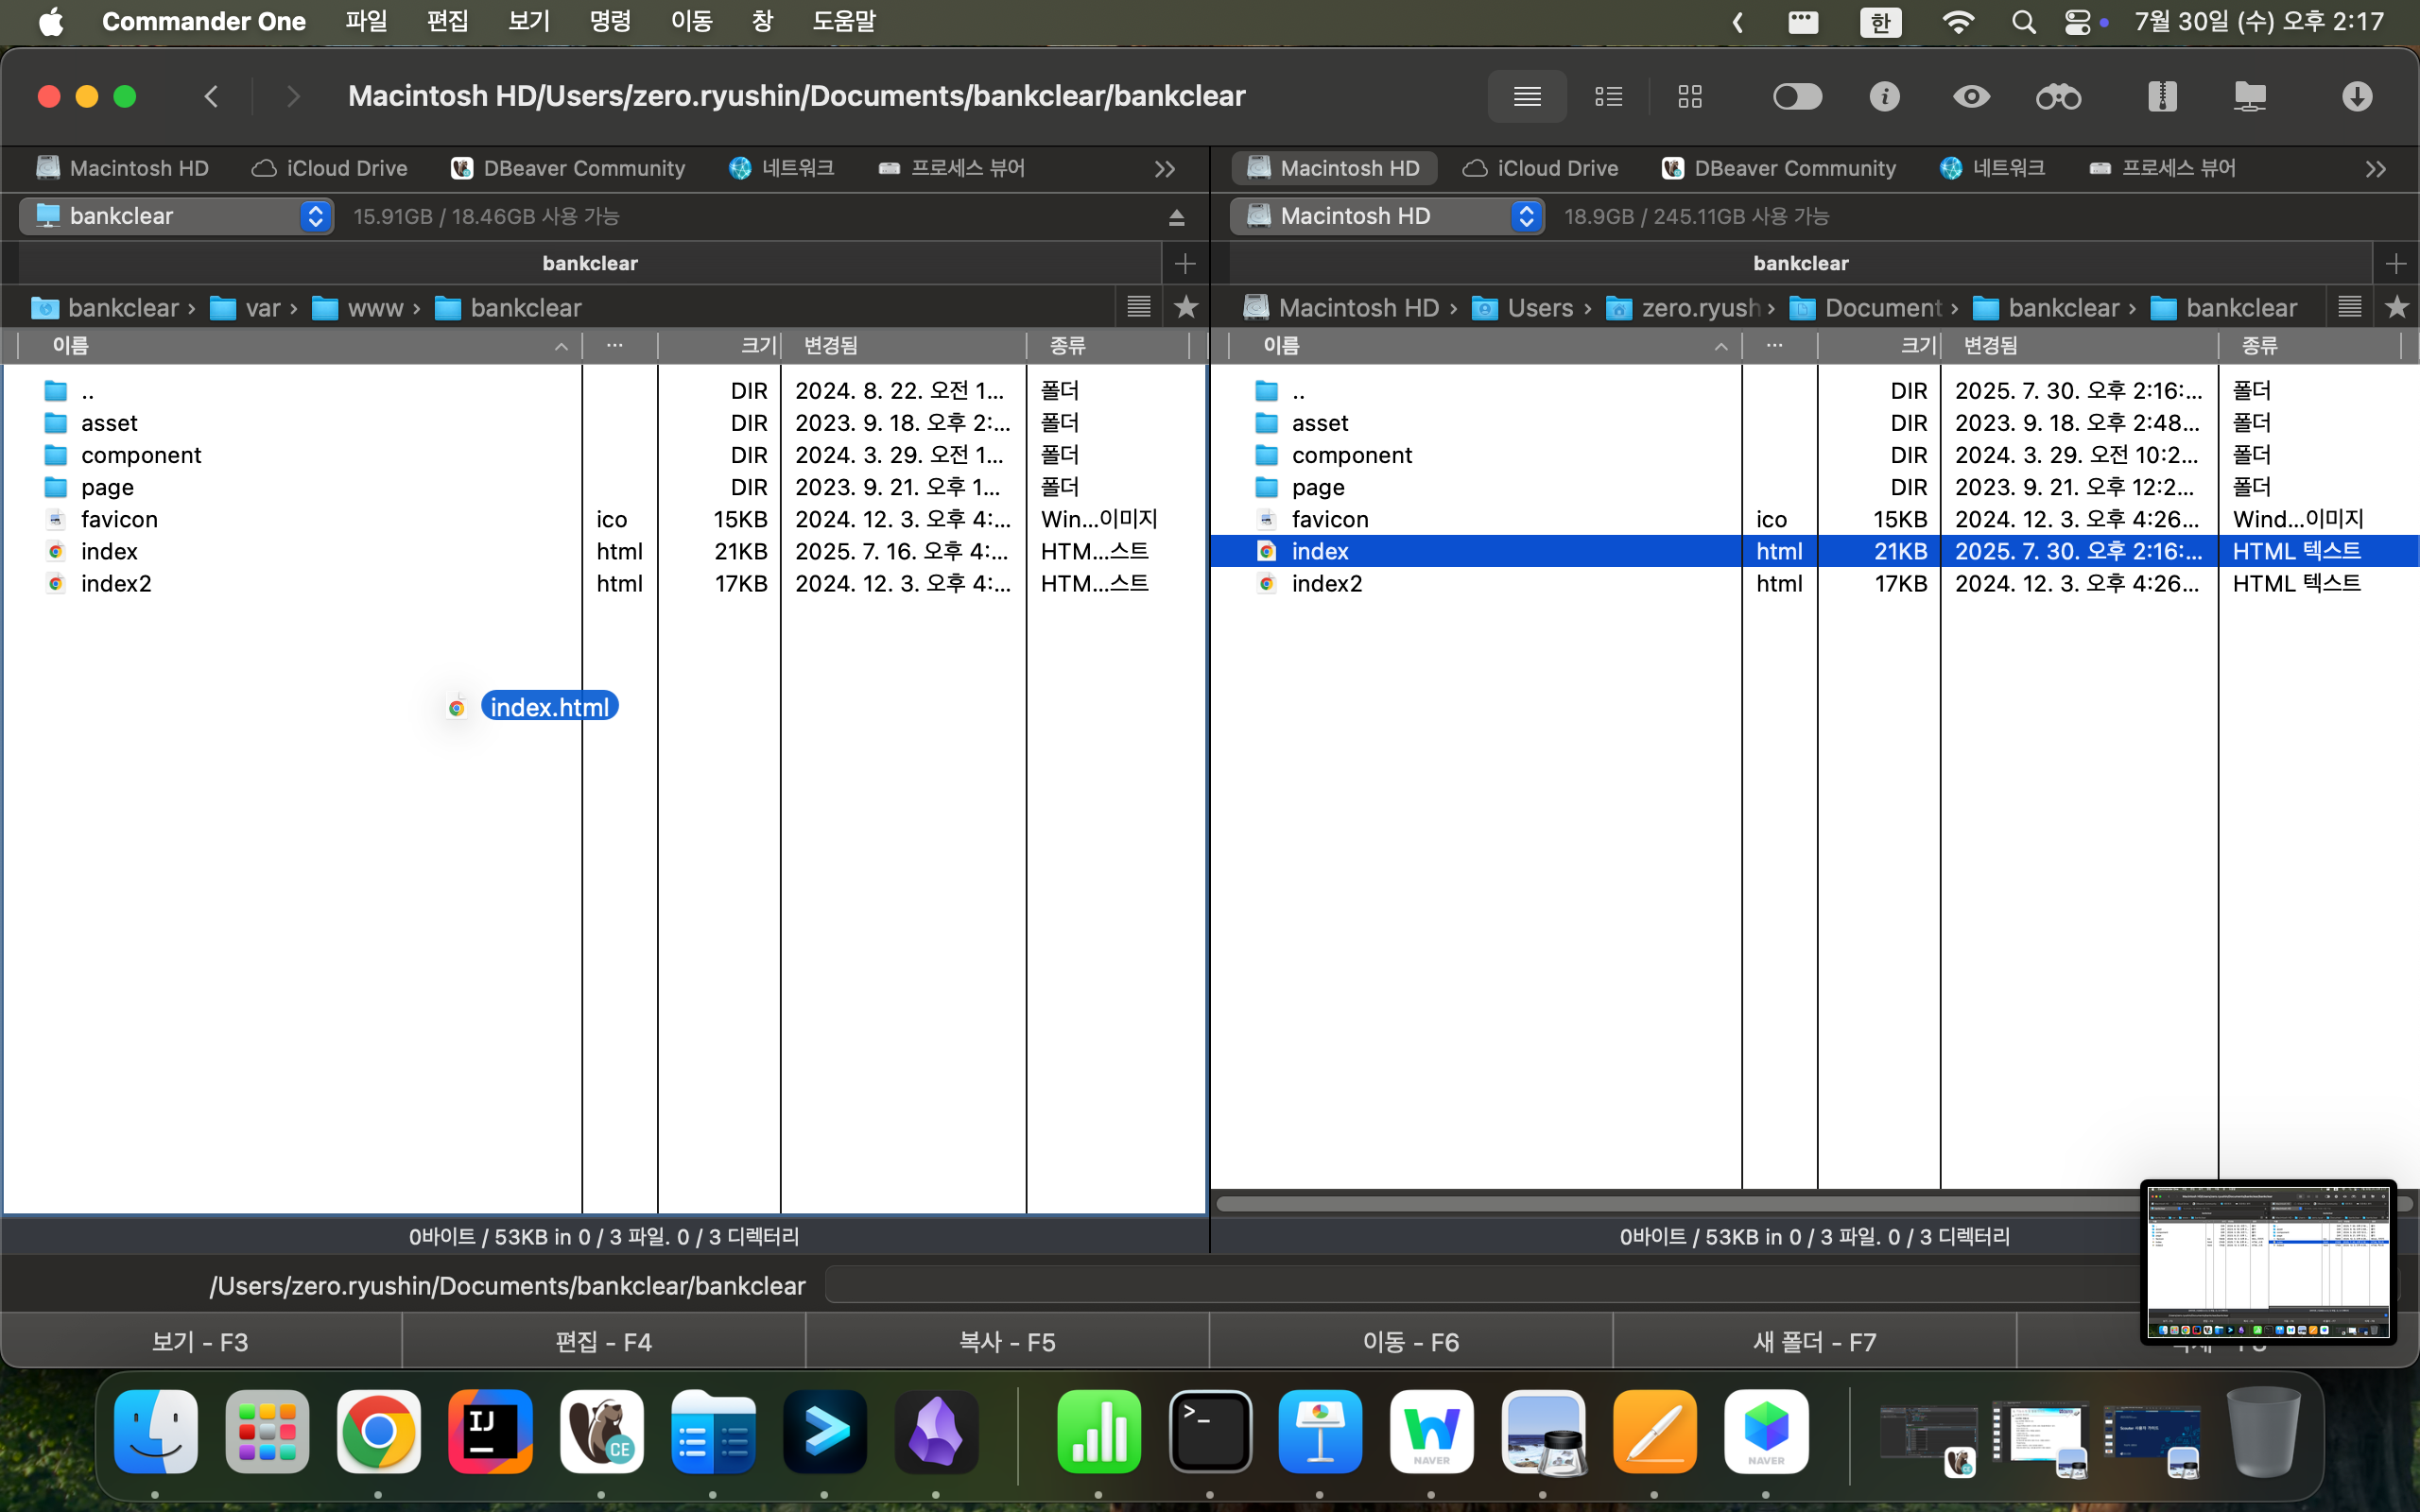 Commander One 파일 편집 보기 명령 이동 창 도움말 한 7월 30일 (수) 오후 2:17
Macintosh HD/Users/zero.ryushin/Documents/bankclear/bankclear
Macintosh HD iCloud Drive DBeaver Community 네트워크 프로세스 뷰어 >>
Macintosh HD iCloud Drive DBeaver Community 네트워크 프로세스 뷰어 >>
bankclear 15.91GB / 18.46GB 사용 가능
Macintosh HD 18.9GB / 245.11GB 사용 가능
bankclear
bankclear
bankclear › var › www › bankclear
Macintosh HD › Users › zero.ryush › Document › bankclear › bankclear
이름 ... 크기 변경됨 종류
.. DIR 2024. 8. 22. 오전 1... 폴더
asset DIR 2023. 9. 18. 오후 2:... 폴더
component DIR 2024. 3. 29. 오전 1... 폴더
page DIR 2023. 9. 21. 오후 1... 폴더
favicon ico 15KB 2024. 12. 3. 오후 4:... Win...이미지
index html 21KB 2025. 7. 16. 오후 4:... HTM...스트
index2 html 17KB 2024. 12. 3. 오후 4:... HTM...스트
index.html
이름 ... 크기 변경됨 종류
.. DIR 2025. 7. 30. 오후 2:16:... 폴더
asset DIR 2023. 9. 18. 오후 2:48... 폴더
component DIR 2024. 3. 29. 오전 10:2... 폴더
page DIR 2023. 9. 21. 오후 12:2... 폴더
favicon ico 15KB 2024. 12. 3. 오후 4:26... Wind...이미지
index html 21KB 2025. 7. 30. 오후 2:16:... HTML 텍스트
index2 html 17KB 2024. 12. 3. 오후 4:26... HTML 텍스트
0바이트 / 53KB in 0 / 3 파일. 0 / 3 디렉터리
0바이트 / 53KB in 0 / 3 파일. 0 / 3 디렉터리
/Users/zero.ryushin/Documents/bankclear/bankclear
보기 - F3 편집 - F4 복사 - F5 이동 - F6 새 폴더 - F7
IJ CE >_ NAVER NAVER